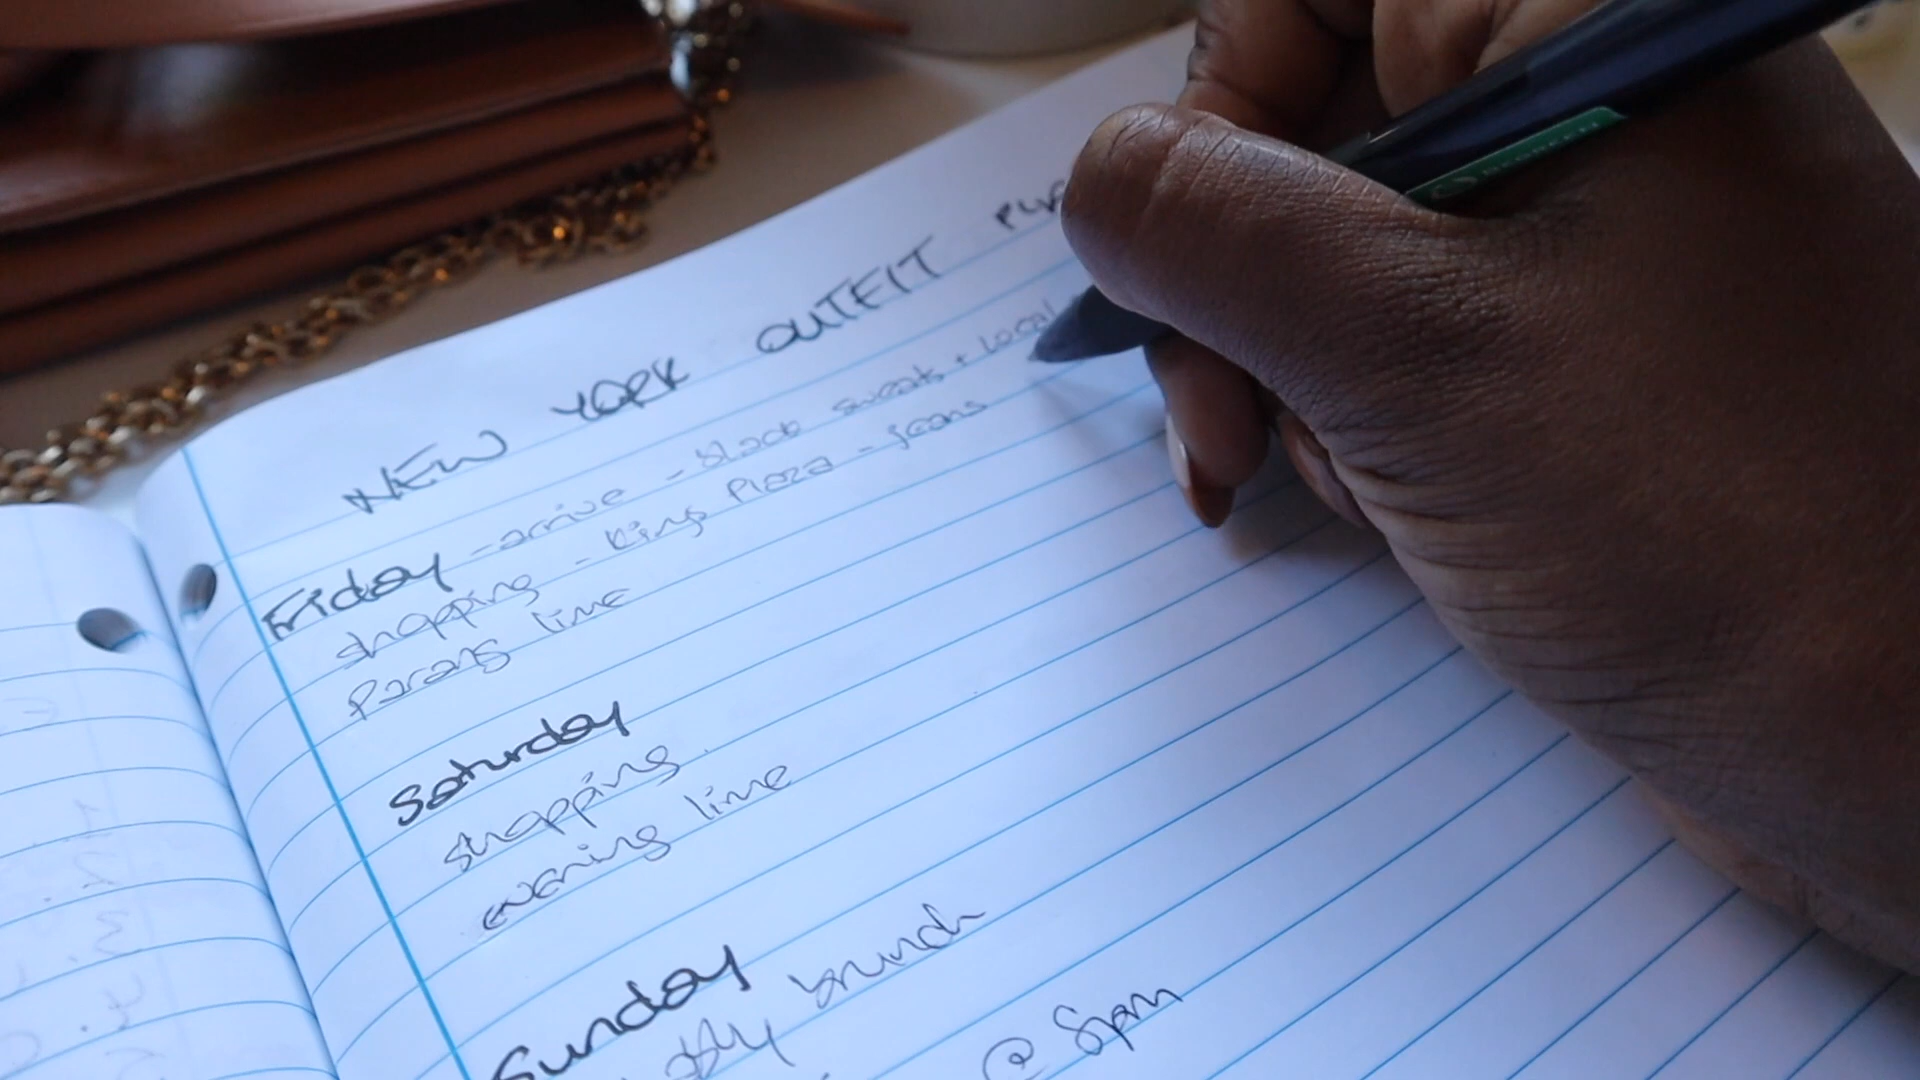 NEW YORK OUTFIT
Friday - arrive - black sweats + Local
shopping - Kings Plaza - jeans
Parang lime
Saturday
shopping
evening lime
Sunday
brunch
@ 5pm